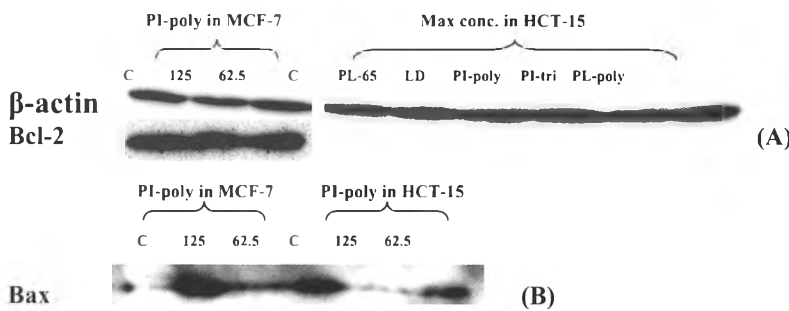 PI-poly in MCF-7 Max conc. in HCT-15
C 125 62.5 C PL-65 LD PI-poly PI-tri PL-poly
β-actin
Bcl-2 (A)
PI-poly in MCF-7 PI-poly in HCT-15
C 125 62.5 C 125 62.5
Bax (B)